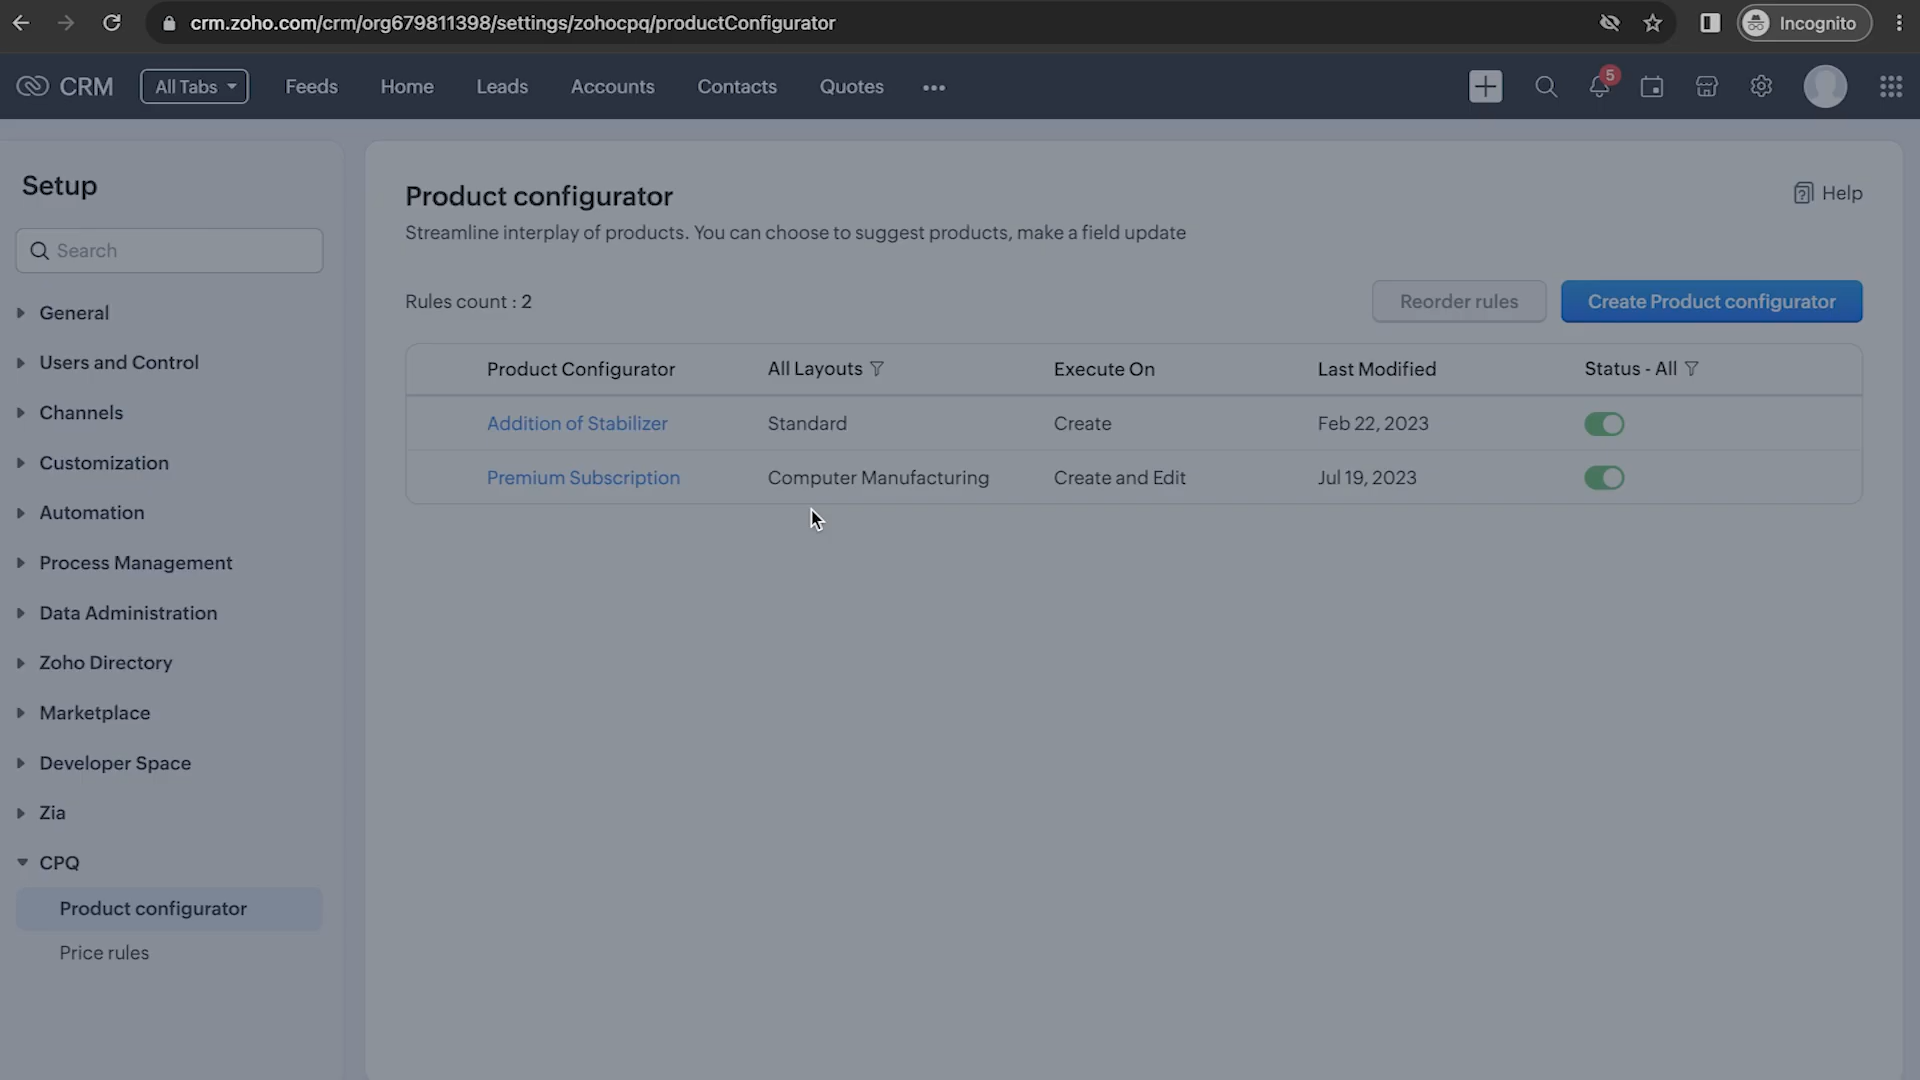 crm.zoho.com/crm/org679811398/settings/zohocpq/productConfigurator
Incognito
CRM
All Tabs
Feeds
Home
Leads
Accounts
Contacts
Quotes
5
Setup
Search
General
Users and Control
Channels
Customization
Automation
Process Management
Data Administration
Zoho Directory
Marketplace
Developer Space
Zia
CPQ
Product configurator
Price rules
Product configurator
Help
Streamline interplay of products. You can choose to suggest products, make a field update
Rules count : 2
Reorder rules
Create Product configurator
Product Configurator All Layouts Execute On Last Modified Status - All
Addition of Stabilizer Standard Create Feb 22, 2023
Premium Subscription Computer Manufacturing Create and Edit Jul 19, 2023